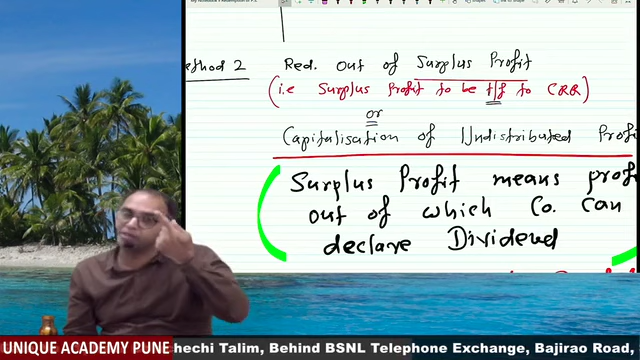 Method 2 Red. Out of Surplus Profit
(i.e Surplus Profit to be t/f to CRR)
or
Capitalisation of Undistributed Profi
Surplus Profit means prof
out of which Co. Can
declare Dividend
UNIQUE ACADEMY PUNE hechi Talim, Behind BSNL Telephone Exchange, Bajirao Road,